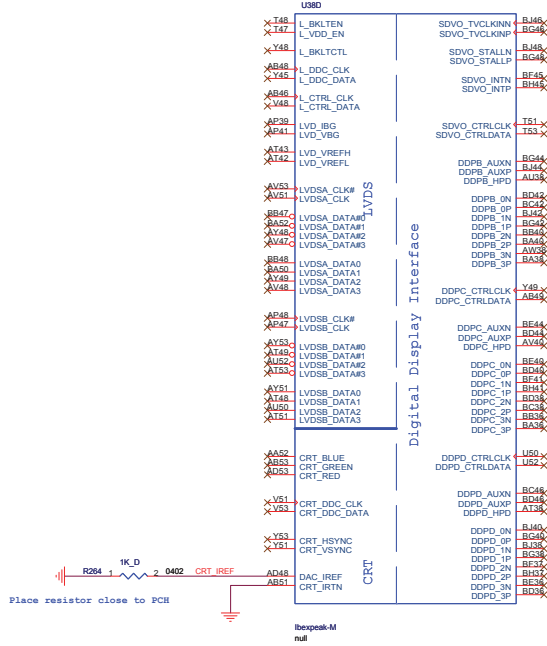 U38D
T48 L_BKLTEN
T47 L_VDD_EN
Y48 L_BKLTCTL
AB48 L_DDC_CLK
Y45 L_DDC_DATA
AB46 L_CTRL_CLK
V48 L_CTRL_DATA
AP39 LVD_IBG
AP41 LVD_VBG
AT43 LVD_VREFH
AT42 LVD_VREFL
AV53 LVDSA_CLK#
AV51 LVDSA_CLK
BB47 LVDSA_DATA#0
BA52 LVDSA_DATA#1
AY48 LVDSA_DATA#2
AV47 LVDSA_DATA#3
BB48 LVDSA_DATA0
BA50 LVDSA_DATA1
AY49 LVDSA_DATA2
AV48 LVDSA_DATA3
AP48 LVDSB_CLK#
AP47 LVDSB_CLK
AY53 LVDSB_DATA#0
AT49 LVDSB_DATA#1
AU52 LVDSB_DATA#2
AT53 LVDSB_DATA#3
AY51 LVDSB_DATA0
AT48 LVDSB_DATA1
AU50 LVDSB_DATA2
AT51 LVDSB_DATA3
AA52 CRT_BLUE
AB53 CRT_GREEN
AD53 CRT_RED
V51 CRT_DDC_CLK
V53 CRT_DDC_DATA
Y53 CRT_HSYNC
Y51 CRT_VSYNC
AD48 DAC_IREF
AB51 CRT_IRTN
LVDS
CRT
Digital Display Interface
SDVO_TVCLKINN BJ46
SDVO_TVCLKINP BG46
SDVO_STALLN BJ48
SDVO_STALLP BG48
SDVO_INTN BF45
SDVO_INTP BH45
SDVO_CTRLCLK T51
SDVO_CTRLDATA T53
DDPB_AUXN BG44
DDPB_AUXP BJ44
DDPB_HPD AU38
DDPB_0N BD42
DDPB_0P BC42
DDPB_1N BJ42
DDPB_1P BG42
DDPB_2N BB40
DDPB_2P BA40
DDPB_3N AW38
DDPB_3P BA38
DDPC_CTRLCLK Y49
DDPC_CTRLDATA AB49
DDPC_AUXN BE44
DDPC_AUXP BD44
DDPC_HPD AV40
DDPC_0N BE40
DDPC_0P BD40
DDPC_1N BF41
DDPC_1P BH41
DDPC_2N BD38
DDPC_2P BC38
DDPC_3N BB36
DDPC_3P BA36
DDPD_CTRLCLK U50
DDPD_CTRLDATA U52
DDPD_AUXN BC46
DDPD_AUXP BD46
DDPD_HPD AT38
DDPD_0N BJ40
DDPD_0P BG40
DDPD_1N BJ38
DDPD_1P BG38
DDPD_2N BF37
DDPD_2P BH37
DDPD_3N BE36
DDPD_3P BD36
1K_D
R264 1 2 0402 CRT_IREF
Place resistor close to PCH
Ibexpeak-M
null